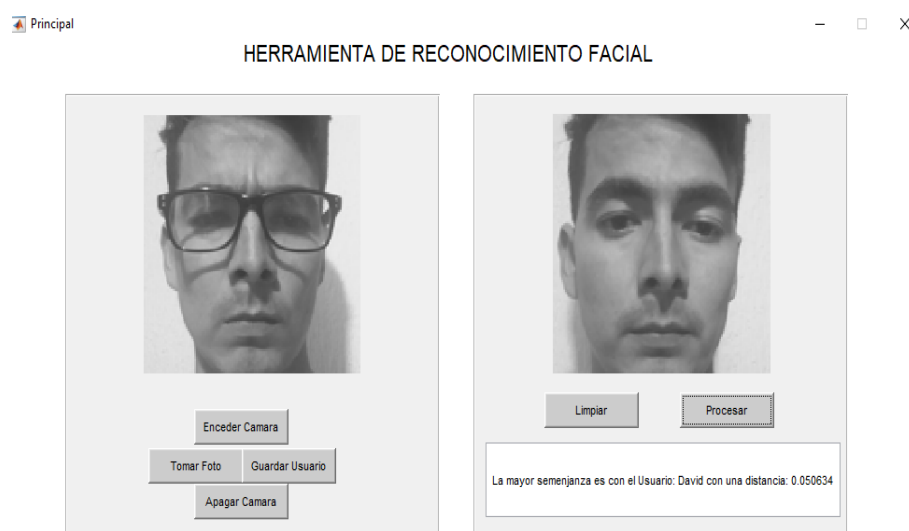 Principal
HERRAMIENTA DE RECONOCIMIENTO FACIAL
Enceder Camara
Tomar Foto
Guardar Usuario
Apagar Camara
Limpiar
Procesar
La mayor semenjanza es con el Usuario: David con una distancia: 0.050634